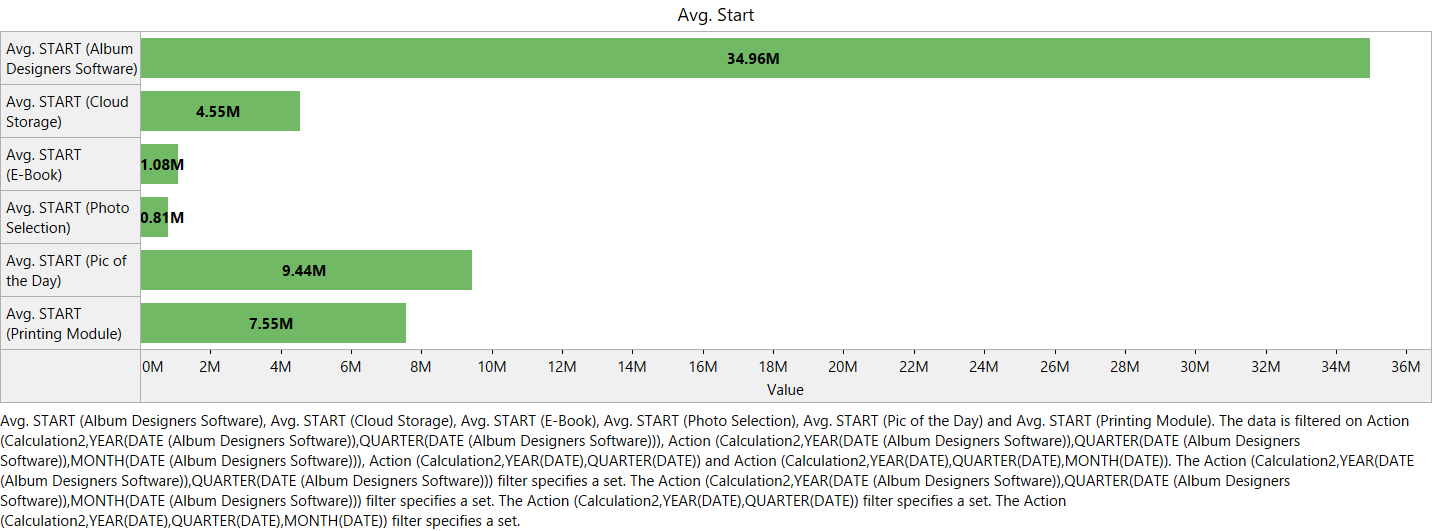 Avg. Start
Avg. START (Album
Designers Software)
34.96M
Avg. START (Cloud
Storage)
4.55M
Avg. START
(E-Book)
1.08M
Avg. START (Photo
Selection)
0.81M
Avg. START (Pic of
the Day)
9.44M
Avg. START
(Printing Module)
7.55M
0M 2M 4M 6M 8M 10M 12M 14M 16M 18M 20M 22M 24M 26M 28M 30M 32M 34M 36M
Value
Avg. START (Album Designers Software), Avg. START (Cloud Storage), Avg. START (E-Book), Avg. START (Photo Selection), Avg. START (Pic of the Day) and Avg. START (Printing Module). The data is filtered on Action
(Calculation2,YEAR(DATE (Album Designers Software)),QUARTER(DATE (Album Designers Software))), Action (Calculation2,YEAR(DATE (Album Designers Software)),QUARTER(DATE (Album Designers
Software)),MONTH(DATE (Album Designers Software))), Action (Calculation2,YEAR(DATE),QUARTER(DATE)) and Action (Calculation2,YEAR(DATE),QUARTER(DATE),MONTH(DATE)). The Action (Calculation2,YEAR(DATE
(Album Designers Software)),QUARTER(DATE (Album Designers Software))) filter specifies a set. The Action (Calculation2,YEAR(DATE (Album Designers Software)),QUARTER(DATE (Album Designers
Software)),MONTH(DATE (Album Designers Software))) filter specifies a set. The Action (Calculation2,YEAR(DATE),QUARTER(DATE)) filter specifies a set. The Action
(Calculation2,YEAR(DATE),QUARTER(DATE),MONTH(DATE)) filter specifies a set.